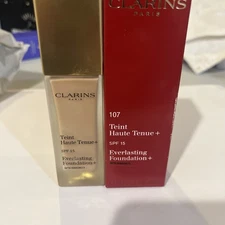 CLARINS
PARIS
Teint
Haute Tenue+
SPF 15
Everlasting
Foundation+
CLARINS
PARIS
107
Teint
Haute Tenue+
SPF 15
Everlasting
Foundation+